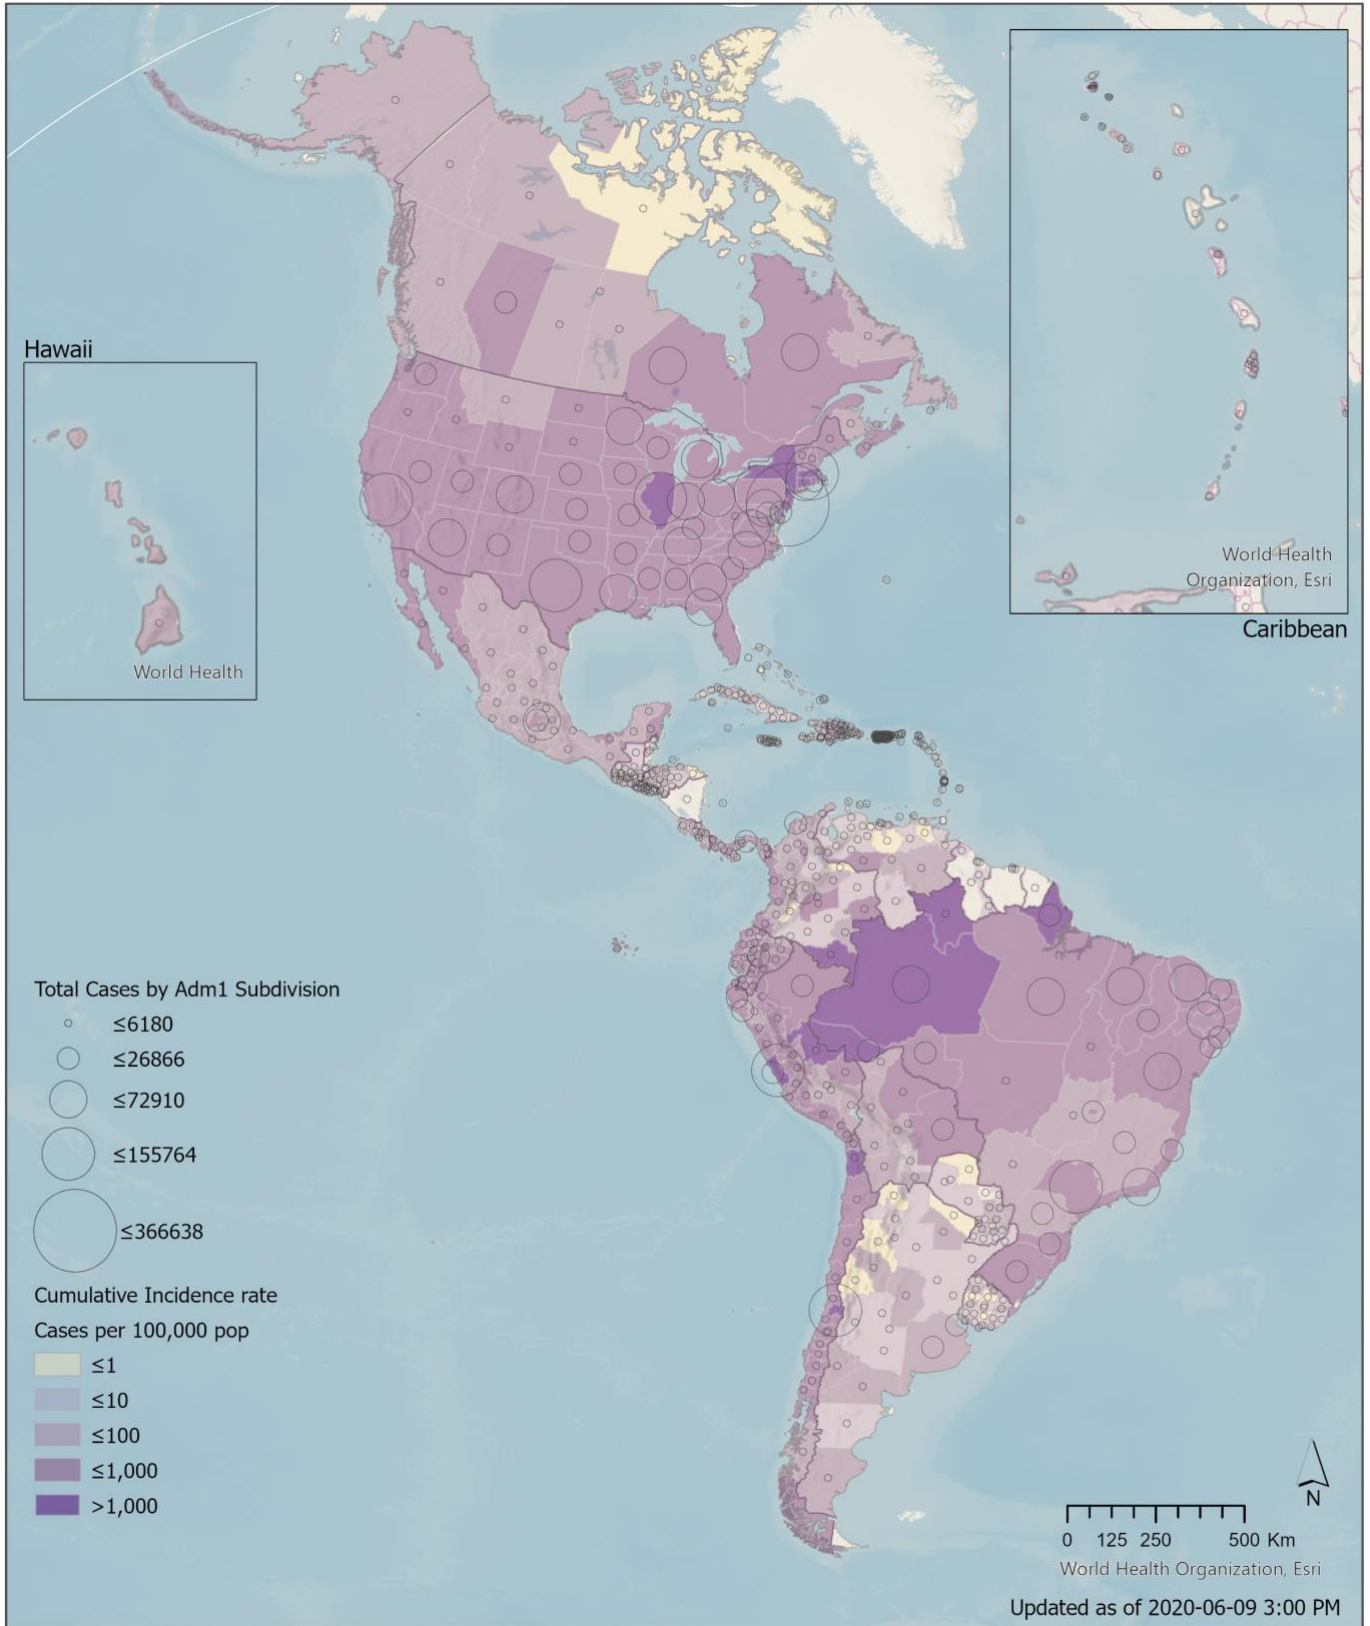 Hawaii
World Health
World Health
Organization, Esri
Caribbean
Total Cases by Adm1 Subdivision
≤6180
≤26866
≤72910
≤155764
≤366638
Cumulative Incidence rate
Cases per 100,000 pop
≤1
≤10
≤100
≤1,000
>1,000
N
0 125 250 500 Km
World Health Organization, Esri
Updated as of 2020-06-09 3:00 PM